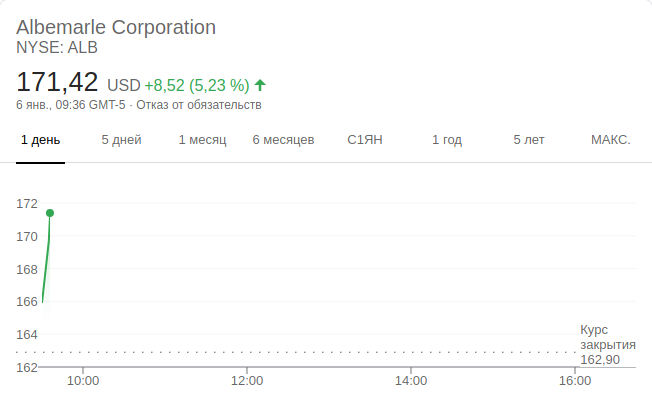 Albemarle Corporation
NYSE: ALB
171,42 USD +8,52 (5,23 %)
6 янв., 09:36 GMT-5 · Отказ от обязательств
1 день 5 дней 1 месяц 6 месяцев С1ЯН 1 год 5 лет МАКС.
172
170
168
166
164
162
Курс
закрытия
162,90
10:00 12:00 14:00 16:00